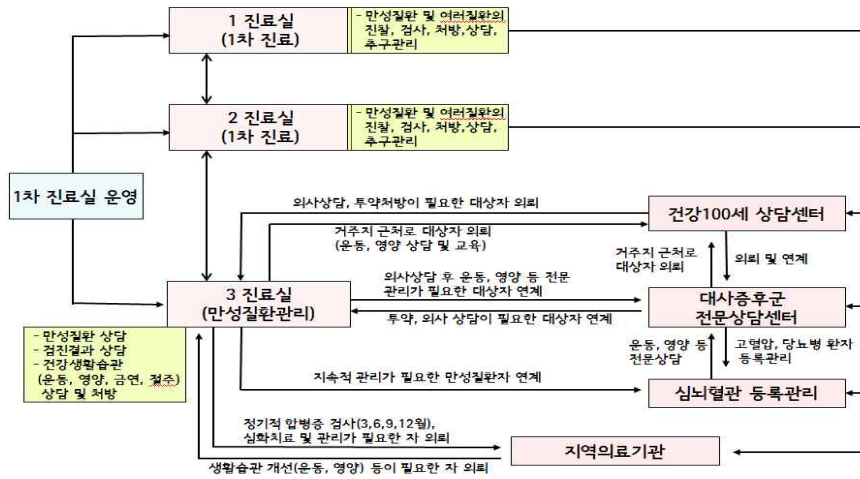 1 진료실
(1차 진료)
- 만성질환 및 여러질환의
진찰, 검사, 처방,상담,
추구관리
2 진료실
(1차 진료)
- 만성질환 및 여러질환의
진찰, 검사, 처방,상담,
추구관리
1차 진료실 운영
의사상담, 투약처방이 필요한 대상자 의뢰
거주지 근처로 대상자 의뢰
(운동, 영양 상담 및 교육)
건강100세 상담센터
거주지 근처로
대상자 의뢰
의뢰 및 연계
3 진료실
(만성질환관리)
의사상담 후 운동, 영양 등 전문
관리가 필요한 대상자 연계
투약, 의사 상담이 필요한 대상자 연계
대사증후군
전문상담센터
- 만성질환 상담
- 검진결과 상담
- 건강생활습관
(운동, 영양, 금연, 절주)
상담 및 처방
운동, 영양 등
전문상담
고혈압, 당뇨병 환자
등록관리
지속적 관리가 필요한 만성질환자 연계
심뇌혈관 등록관리
정기적 합병증 검사(3,6,9,12월),
심화치료 및 관리가 필요한 자 의뢰
지역의료기관
생활습관 개선(운동, 영양) 등이 필요한 자 의뢰